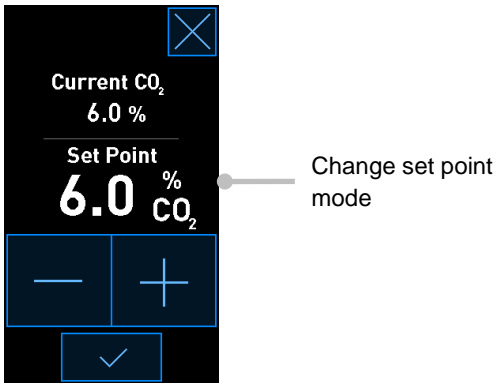 Current CO₂
6.0 %
Set Point
6.0 % CO₂
Change set point
mode